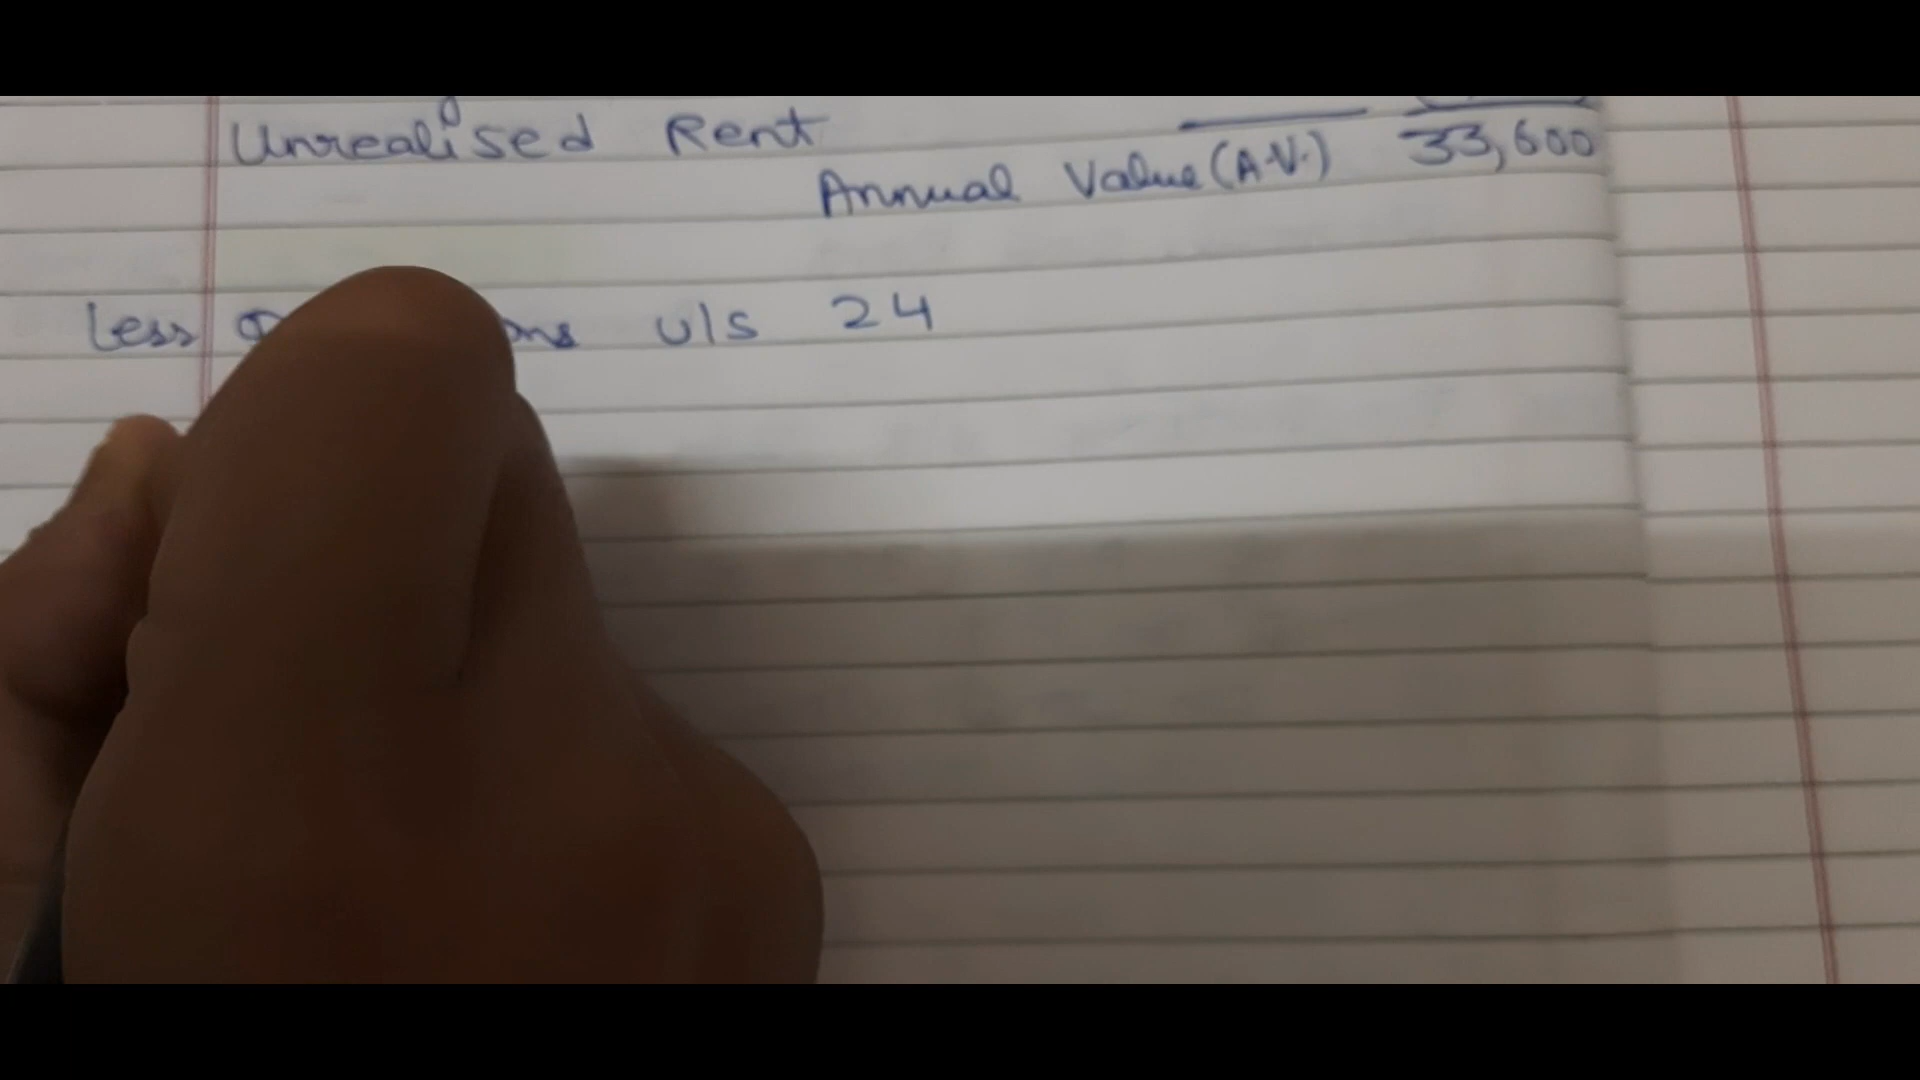 Unrealised Rent
Annual Value (A.V.) 33,600
Less u/s 24